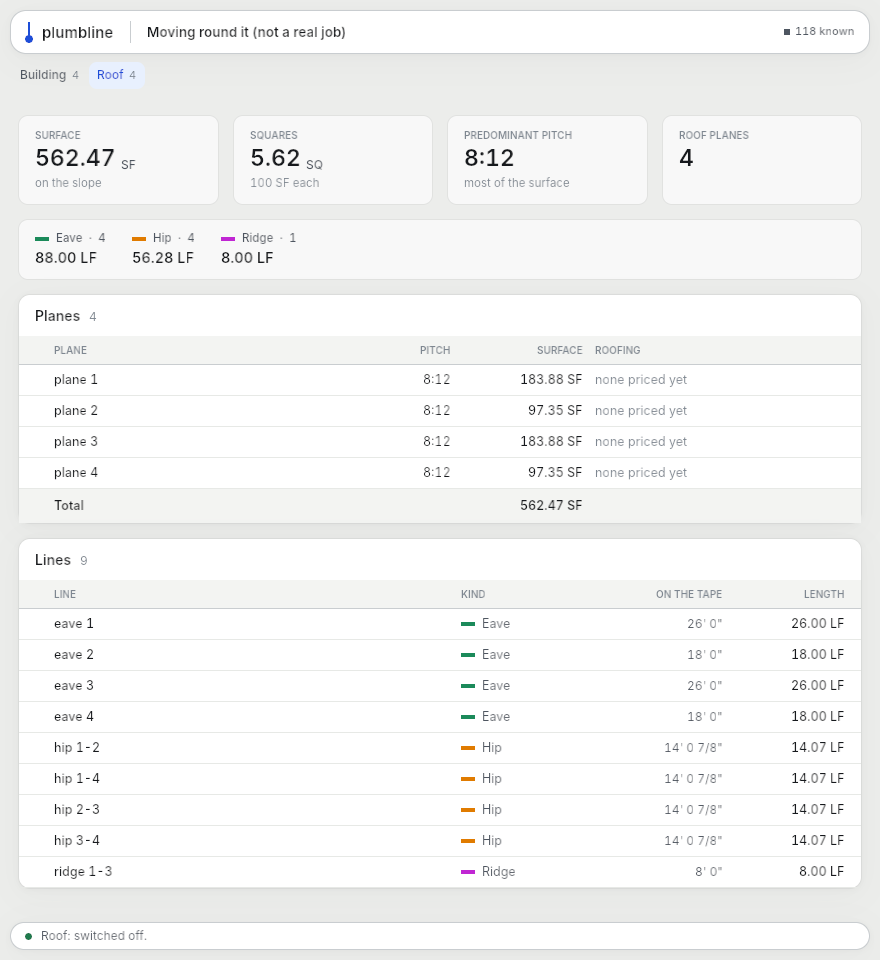 plumbline
Moving round it (not a real job)
118 known
Building 4
Roof 4
SURFACE
562.47 SF
on the slope
SQUARES
5.62 SQ
100 SF each
PREDOMINANT PITCH
8:12
most of the surface
ROOF PLANES
4
Eave · 4
88.00 LF
Hip · 4
56.28 LF
Ridge · 1
8.00 LF
Planes 4
PLANE PITCH SURFACE ROOFING
plane 1 8:12 183.88 SF none priced yet
plane 2 8:12 97.35 SF none priced yet
plane 3 8:12 183.88 SF none priced yet
plane 4 8:12 97.35 SF none priced yet
Total 562.47 SF
Lines 9
LINE KIND ON THE TAPE LENGTH
eave 1 Eave 26' 0" 26.00 LF
eave 2 Eave 18' 0" 18.00 LF
eave 3 Eave 26' 0" 26.00 LF
eave 4 Eave 18' 0" 18.00 LF
hip 1-2 Hip 14' 0 7/8" 14.07 LF
hip 1-4 Hip 14' 0 7/8" 14.07 LF
hip 2-3 Hip 14' 0 7/8" 14.07 LF
hip 3-4 Hip 14' 0 7/8" 14.07 LF
ridge 1-3 Ridge 8' 0" 8.00 LF
Roof: switched off.